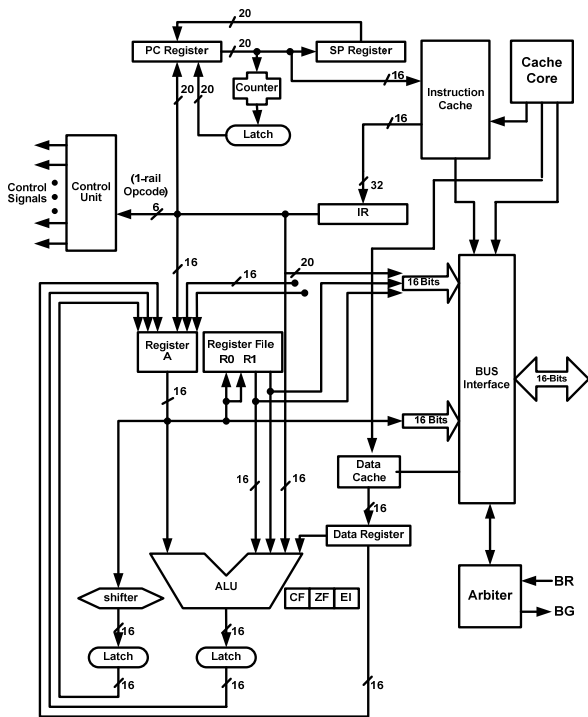 20
PC Register
20
SP Register
20
20
Counter
Latch
16
16
Instruction
Cache
Cache
Core
32
IR
Control
Signals
Control
Unit
(1-rail
Opcode)
6
16
16
20
16 Bits
Register
A
Register File
R0 R1
BUS
Interface
16-Bits
16
16 Bits
16
16
Data
Cache
16
Data Register
ALU
CF ZF EI
shifter
16
Latch
16
16
Latch
16
16
Arbiter
BR
BG